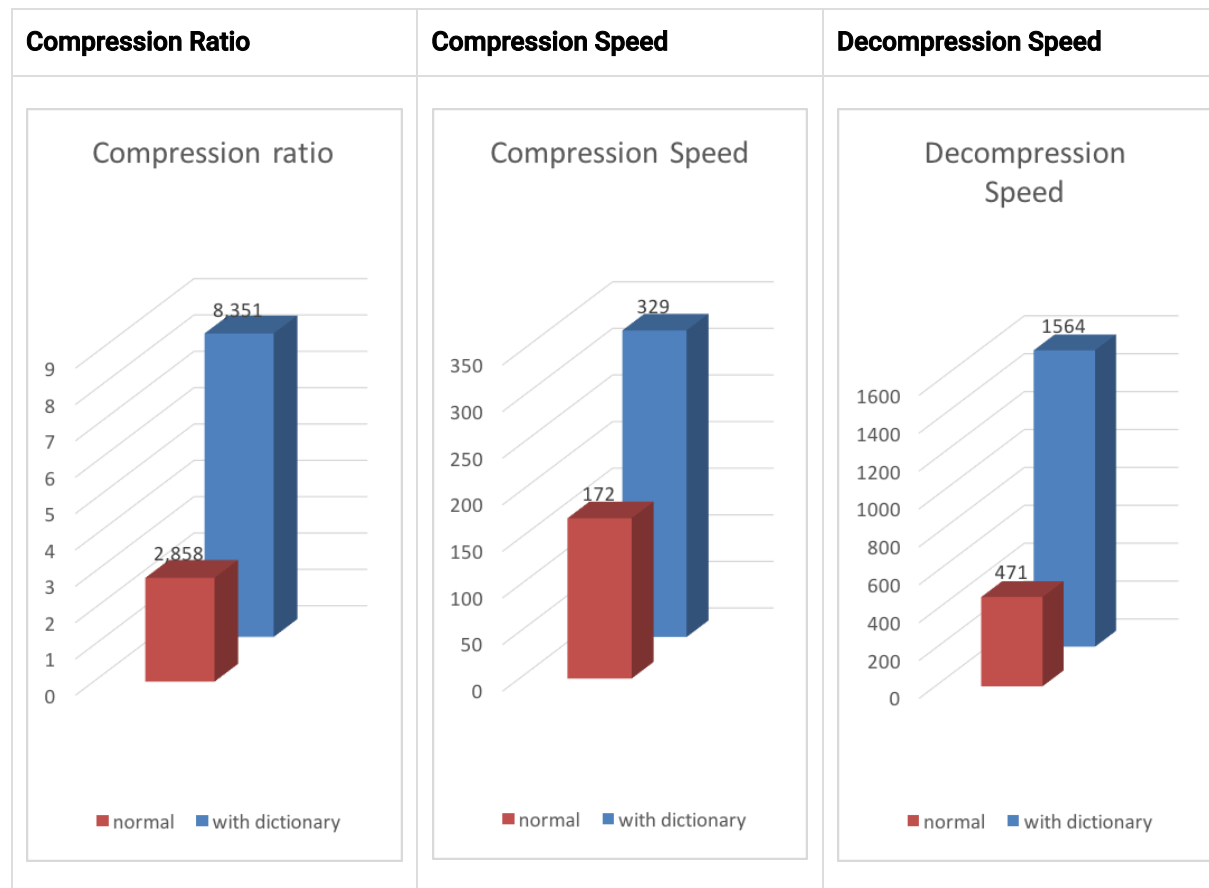 Compression Ratio
Compression Speed
Decompression Speed
Compression ratio
8,351
9
8
7
6
5
4
2,858
3
2
1
0
normal
with dictionary
Compression Speed
329
350
300
250
200
172
150
100
50
0
normal
with dictionary
Decompression
Speed
1564
1600
1400
1200
1000
800
471
600
400
200
0
normal
with dictionary